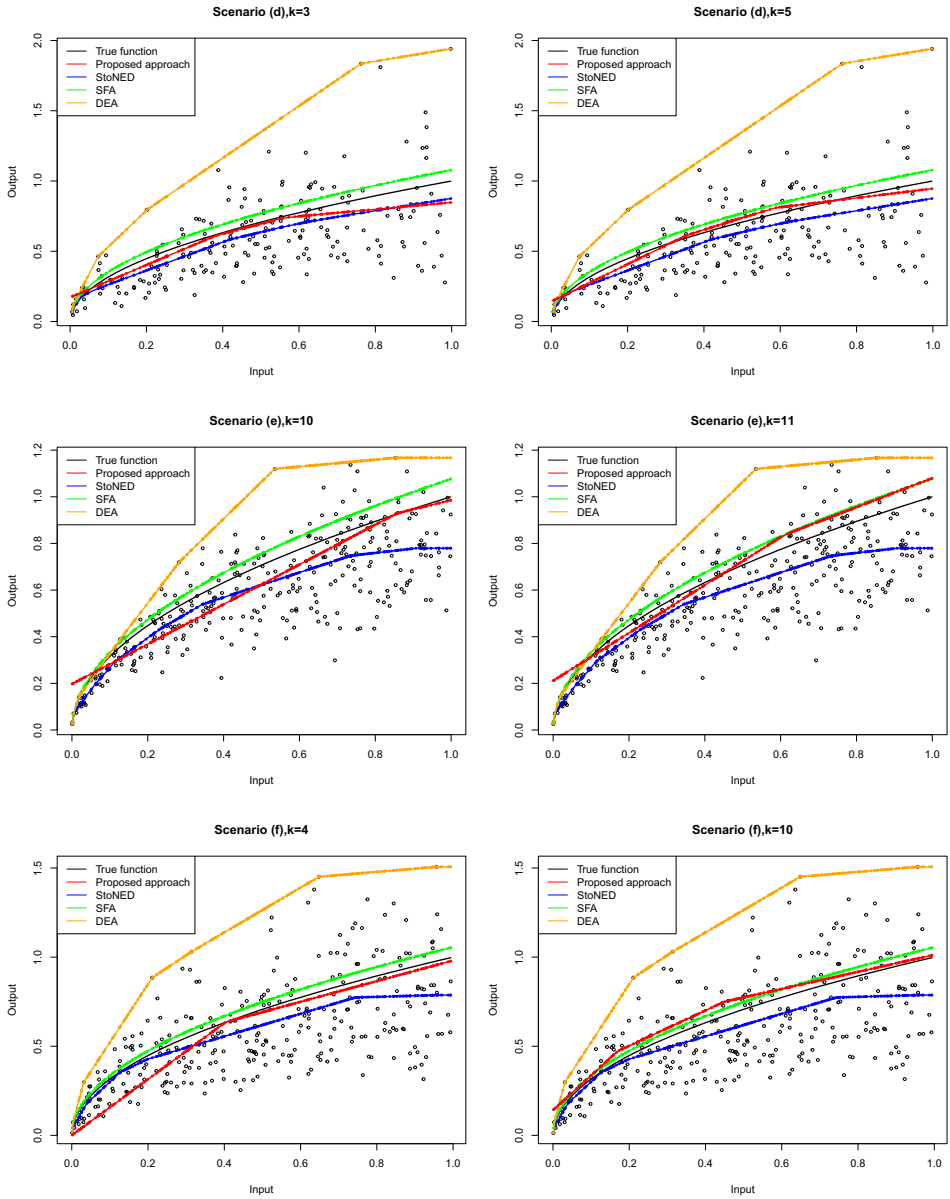 Scenario (d),k=3
True function
Proposed approach
StoNED
SFA
DEA
Output
0.0
0.5
1.0
1.5
2.0
0.0
0.2
0.4
0.6
0.8
1.0
Input
Scenario (d),k=5
True function
Proposed approach
StoNED
SFA
DEA
Output
0.0
0.5
1.0
1.5
2.0
0.0
0.2
0.4
0.6
0.8
1.0
Input
Scenario (e),k=10
True function
Proposed approach
StoNED
SFA
DEA
Output
0.0
0.2
0.4
0.6
0.8
1.0
1.2
0.0
0.2
0.4
0.6
0.8
1.0
Input
Scenario (e),k=11
True function
Proposed approach
StoNED
SFA
DEA
Output
0.0
0.2
0.4
0.6
0.8
1.0
1.2
0.0
0.2
0.4
0.6
0.8
1.0
Input
Scenario (f),k=4
True function
Proposed approach
StoNED
SFA
DEA
Output
0.0
0.5
1.0
1.5
0.0
0.2
0.4
0.6
0.8
1.0
Input
Scenario (f),k=10
True function
Proposed approach
StoNED
SFA
DEA
Output
0.0
0.5
1.0
1.5
0.0
0.2
0.4
0.6
0.8
1.0
Input